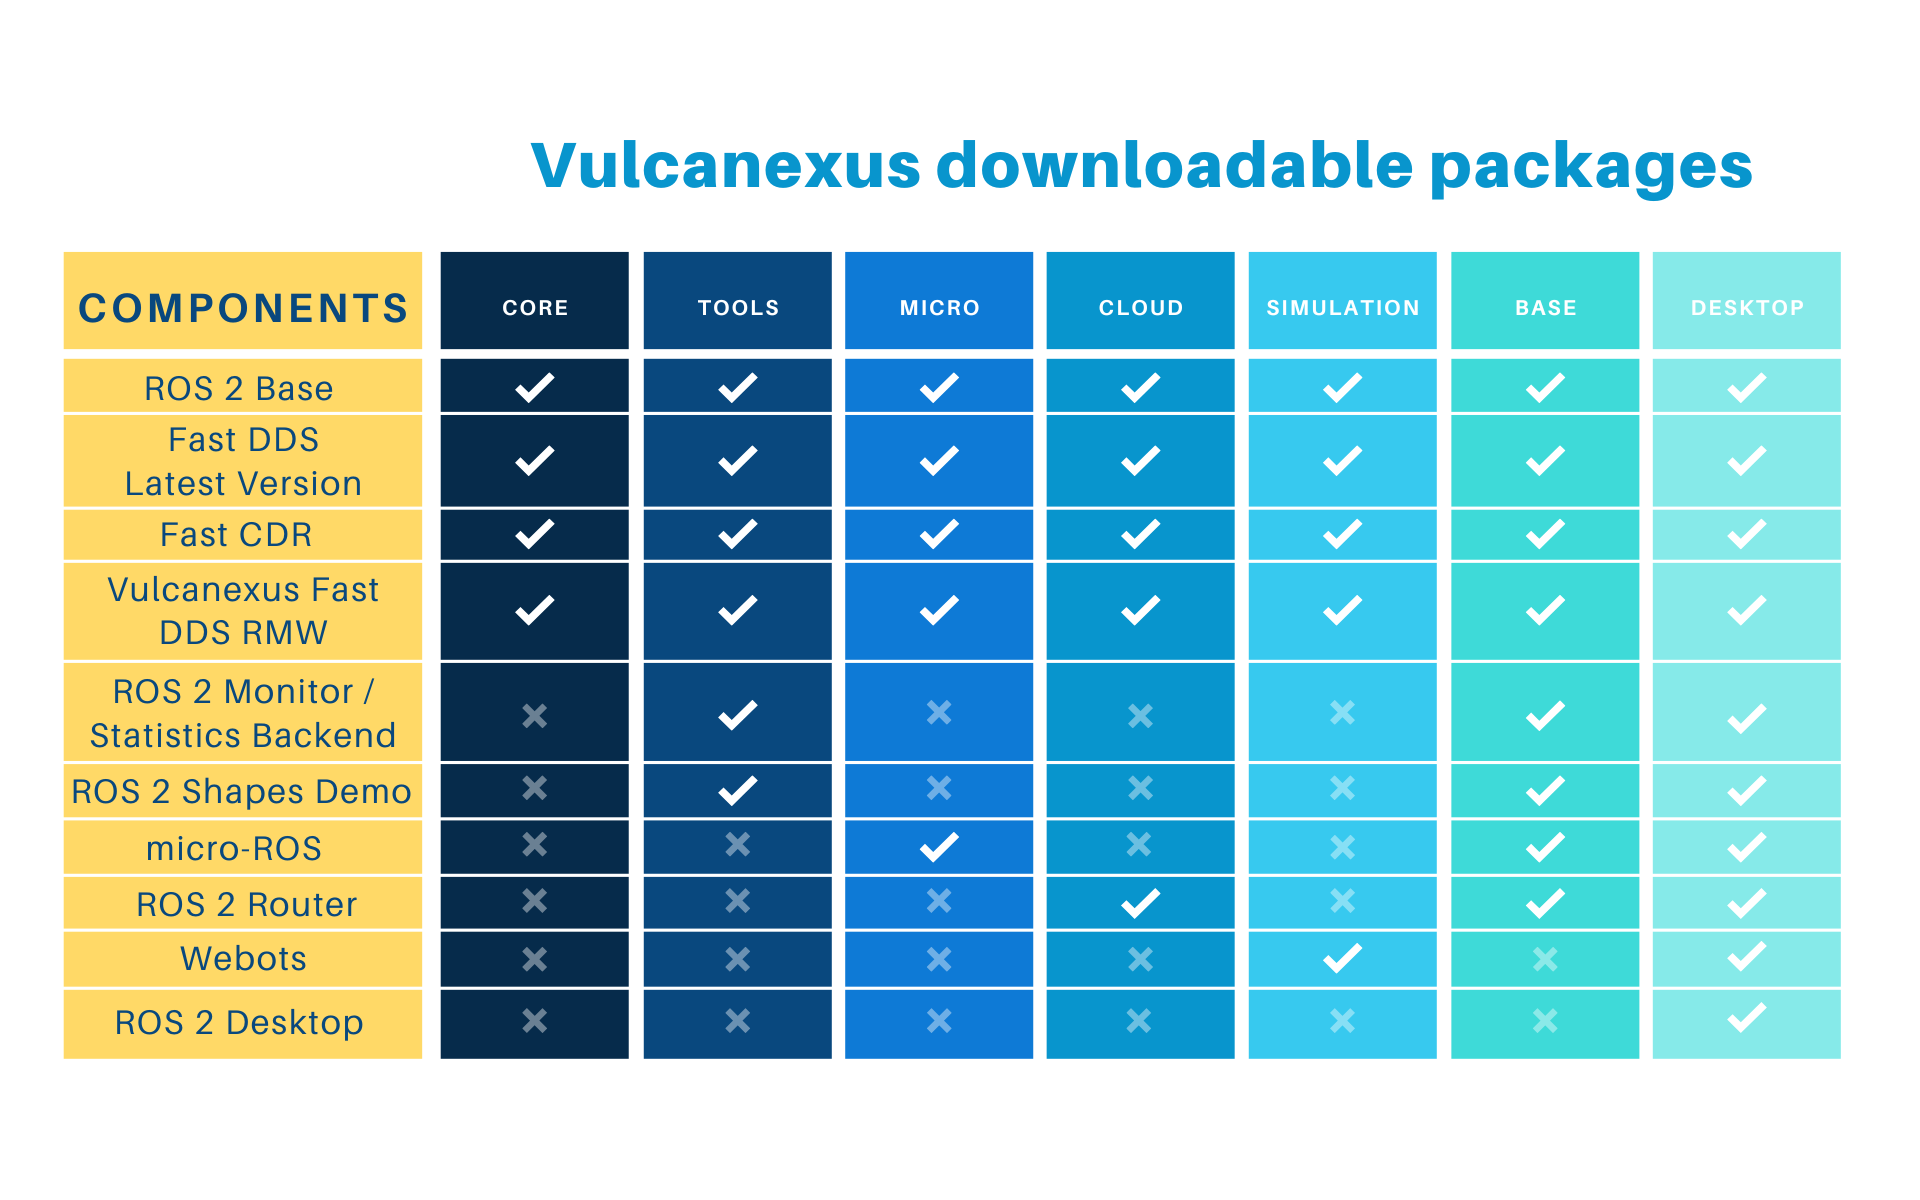 Vulcanexus downloadable packages
COMPONENTS CORE TOOLS MICRO CLOUD SIMULATION BASE DESKTOP
ROS 2 Base
Fast DDS
Latest Version
Fast CDR
Vulcanexus Fast
DDS RMW
ROS 2 Monitor /
Statistics Backend
ROS 2 Shapes Demo
micro-ROS
ROS 2 Router
Webots
ROS 2 Desktop